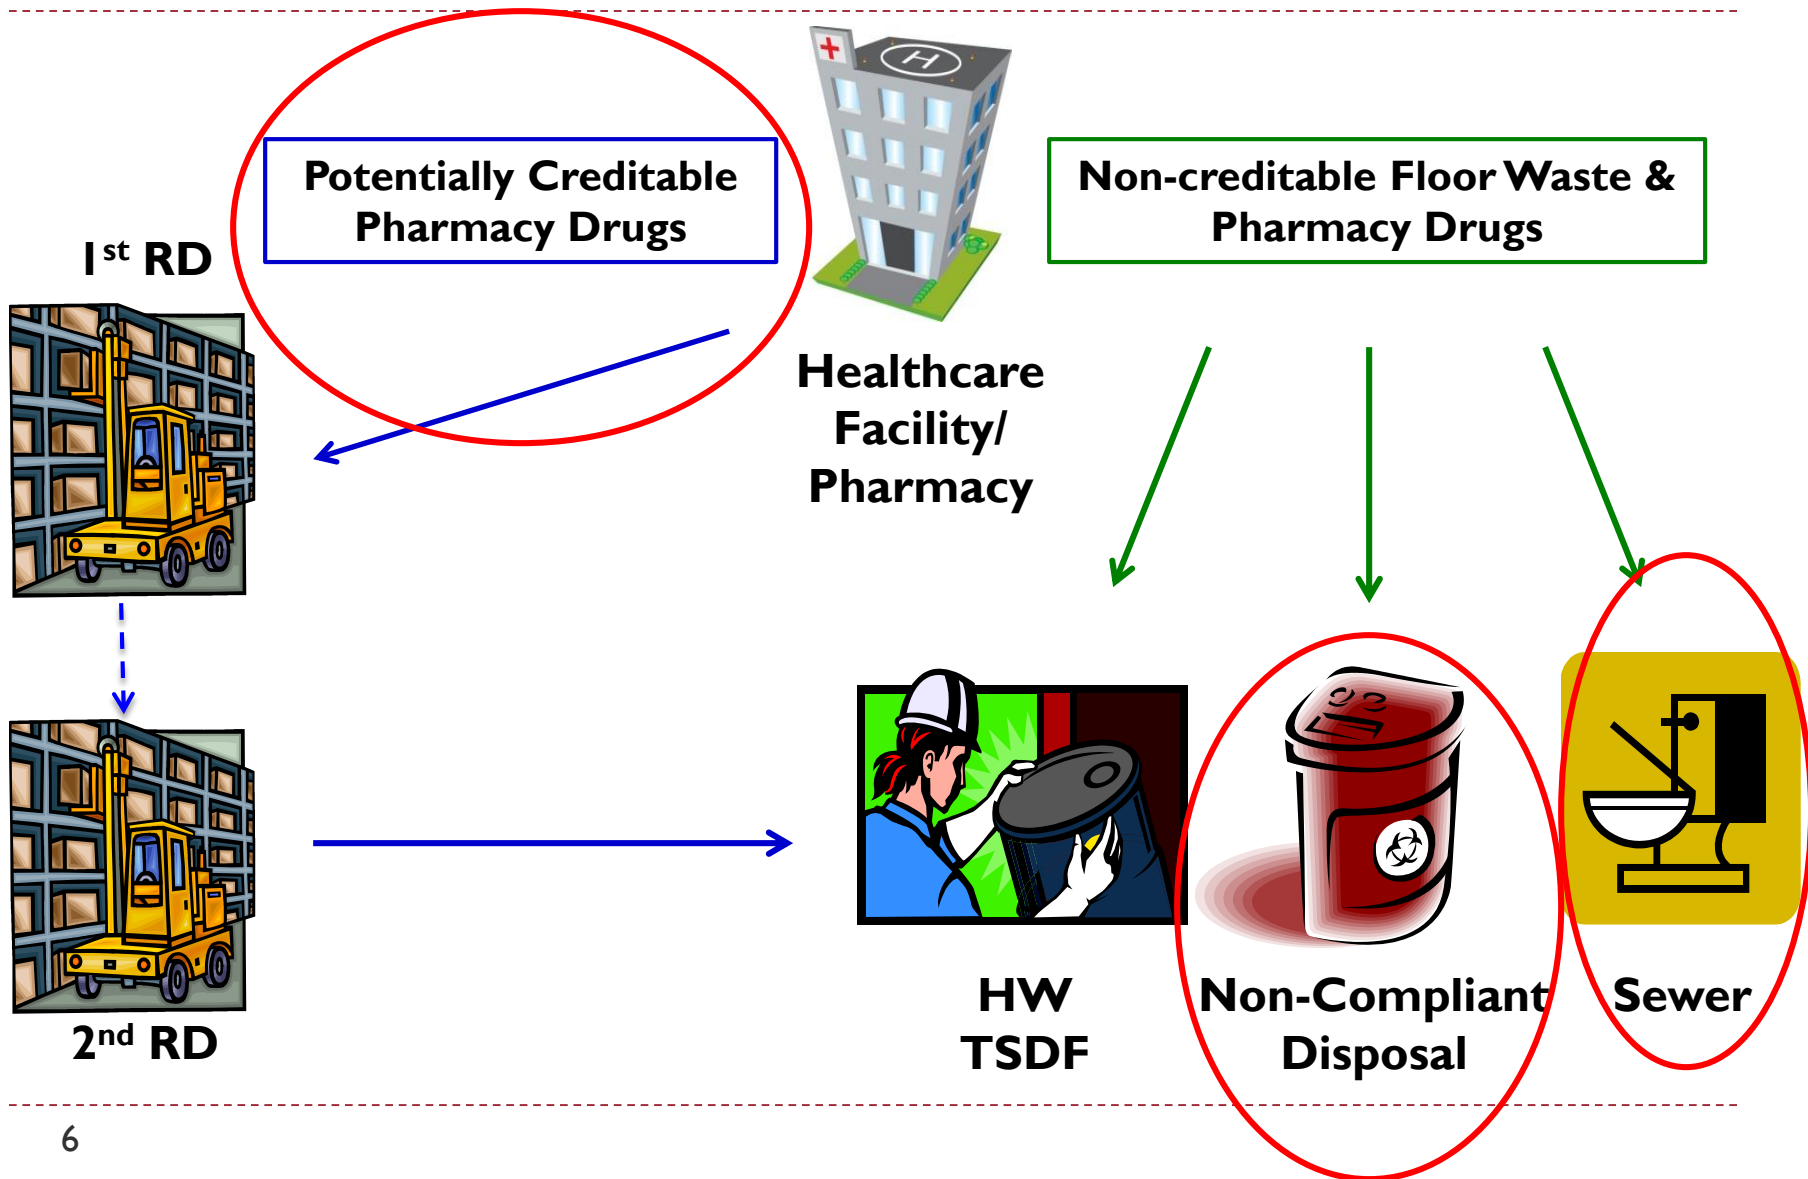 Potentially Creditable
Pharmacy Drugs
H
Non-creditable Floor Waste &
Pharmacy Drugs
1st RD
Healthcare
Facility/
Pharmacy
HW
TSDF
Non-Compliant
Disposal
Sewer
2nd RD
6